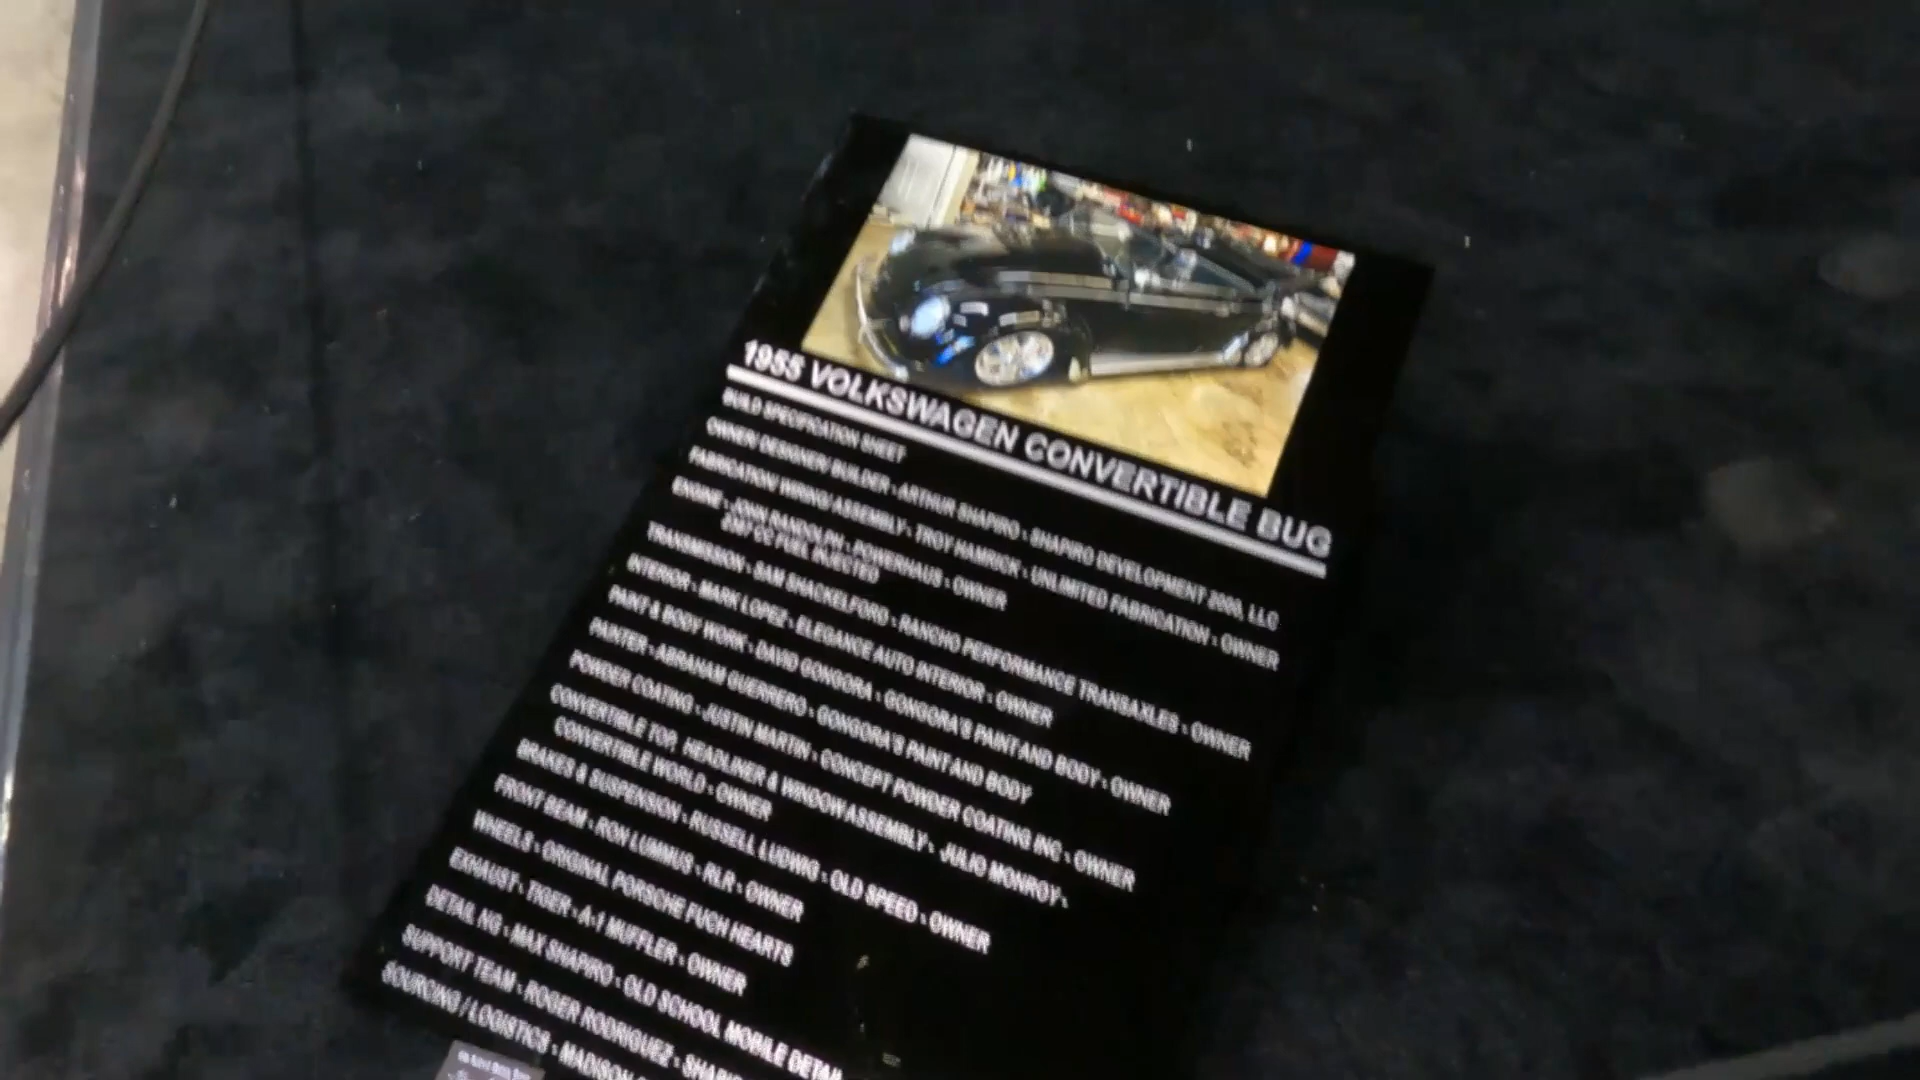 1955 VOLKSWAGEN CONVERTIBLE BUG
BUILD SPECIFICATION SHEET
OWNER/ DESIGNER/ BUILDER - ARTHUR SHAPIRO - SHAPIRO DEVELOPMENT 2000, LLC
FABRICATION/ WIRING/ ASSEMBLY - TROY HAMRICK - UNLIMITED FABRICATION - OWNER
ENGINE - JOHN RANDOLPH - POWERHAUS - OWNER
CC FUEL INJECTED
TRANSMISSION - SAM SHACKELFORD - RANCHO PERFORMANCE TRANSAXLES - OWNER
INTERIOR - MARK LOPEZ - ELEGANCE AUTO INTERIOR - OWNER
PAINT & BODY WORK - DAVID GONGORA - GONGORA'S PAINT AND BODY - OWNER
PAINTER - ABRAHAM GUERRERO - GONGORA'S PAINT AND BODY
POWDER COATING - JUSTIN MARTIN - CONCEPT POWDER COATING INC - OWNER
CONVERTIBLE TOP, HEADLINER & WINDOW ASSEMBLY - JULIO MONROY -
CONVERTIBLE WORLD - OWNER
BRAKES & SUSPENSION - RUSSELL LUDWIG - OLD SPEED - OWNER
FRONT BEAM - RON LUMMUS - RLR - OWNER
WHEELS - ORIGINAL PORSCHE FUCH HEARTS
EXHAUST - TIGER - A-1 MUFFLER - OWNER
DETAIL NG - MAX SHAPIRO - OLD SCHOOL MOBILE DETAIL
SUPPORT TEAM - ROGER RODRIGUEZ -
SOURCING / LOGISTICS - MADISON